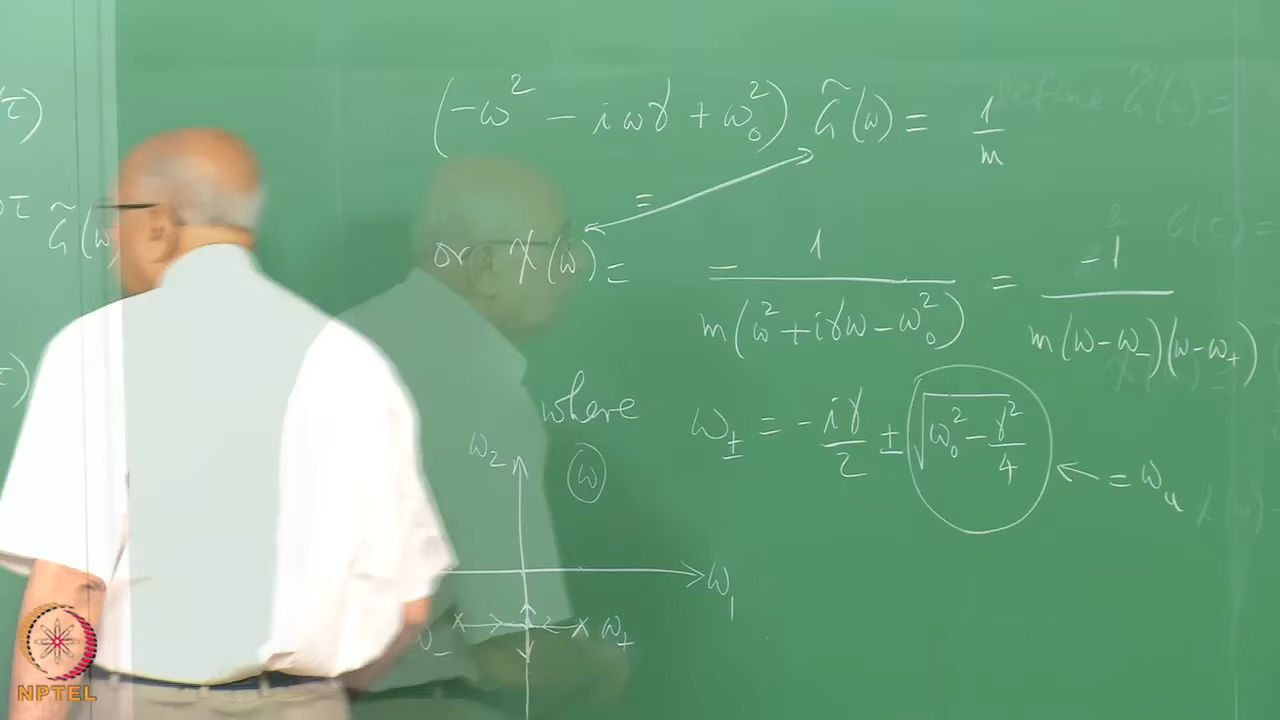 τ)
(-ω² - iωγ + ω₀²) G̃(ω) = 1/m
Define G̃(ω) =
=
G̃(ω)
or χ(ω) = - 1/(m(ω² + iγω - ω₀²)) = -1/(m(ω-ω₋)(ω-ω₊))
G(τ) =
τ)
where ω± = -iγ/2 ± √(ω₀² - γ²/4) ← = ωᵤ
ω₂
ω
ω₁
ω₋
ω₊
NPTEL